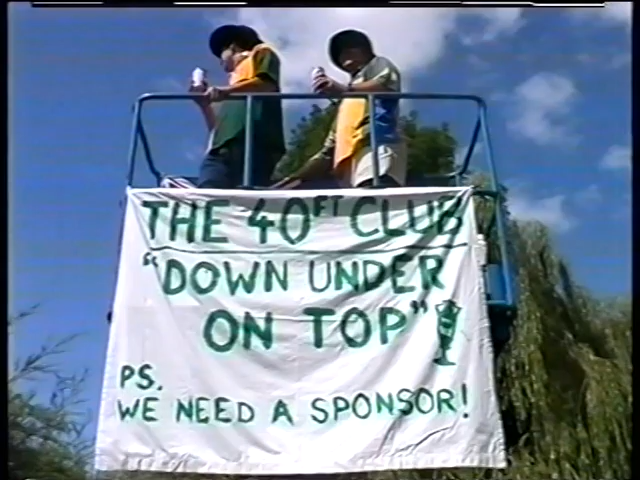 THE 40FT CLUB
"DOWN UNDER
ON TOP"
PS.
WE NEED A SPONSOR!